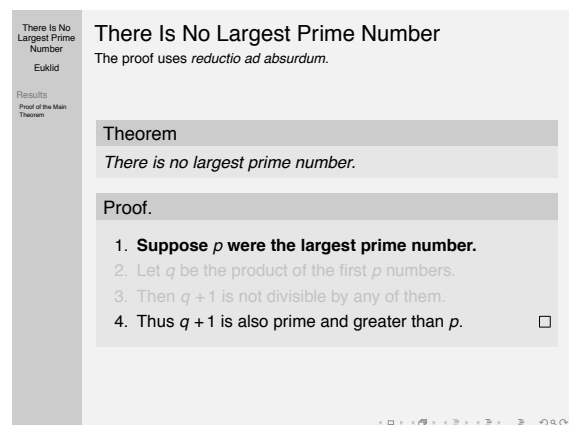 There Is No
Largest Prime
Number
Euklid
Results
Proof of the Main
Theorem
There Is No Largest Prime Number
The proof uses reductio ad absurdum.
Theorem
There is no largest prime number.
Proof.
1. Suppose p were the largest prime number.
2. Let q be the product of the first p numbers.
3. Then q + 1 is not divisible by any of them.
4. Thus q + 1 is also prime and greater than p.